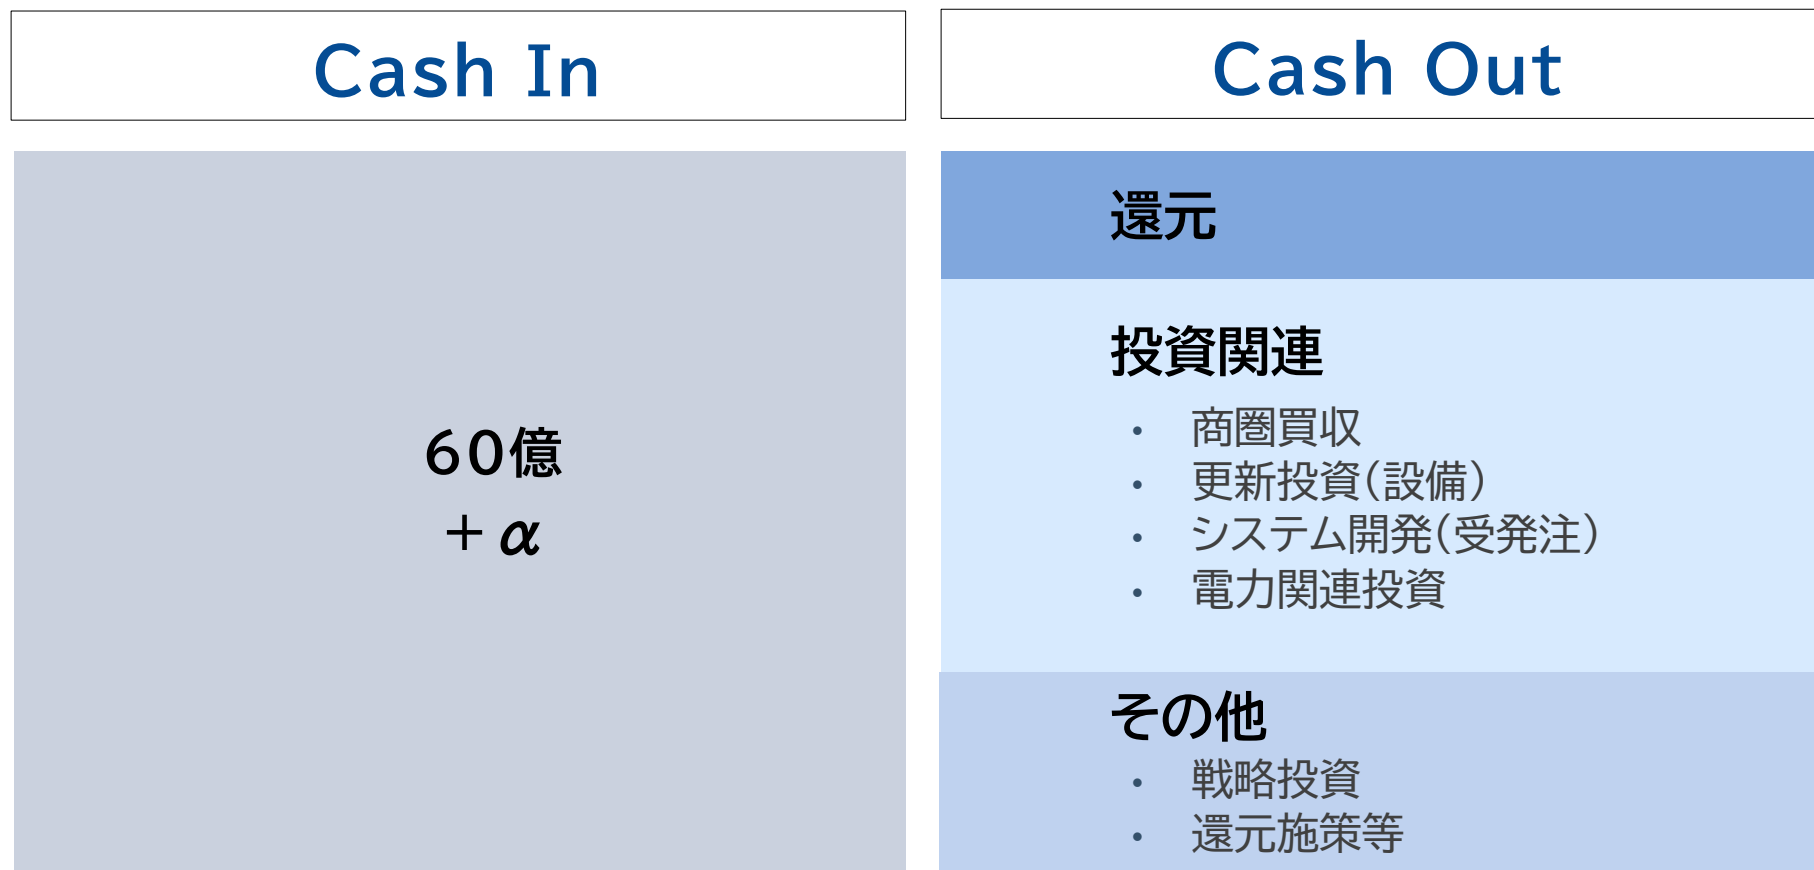 Cash In
60億
+α
Cash Out
還元
投資関連
・ 商圏買収
・ 更新投資(設備)
・ システム開発(受発注)
・ 電力関連投資
その他
・ 戦略投資
・ 還元施策等